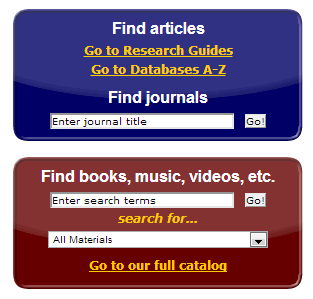 Find articles
Go to Research Guides
Go to Databases A-Z
Find journals
Enter journal title Go!
Find books, music, videos, etc.
Enter search terms Go!
search for...
All Materials
Go to our full catalog